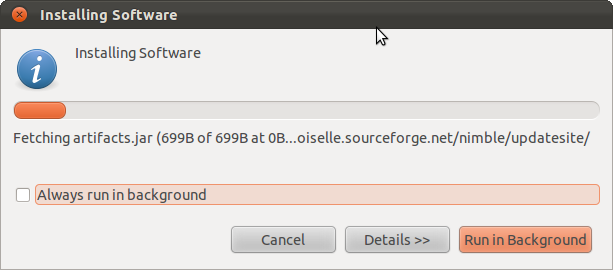 Installing Software
Installing Software
Fetching artifacts.jar (699B of 699B at 0B...oiselle.sourceforge.net/nimble/updatesite/
Always run in background
Cancel
Details >>
Run in Background